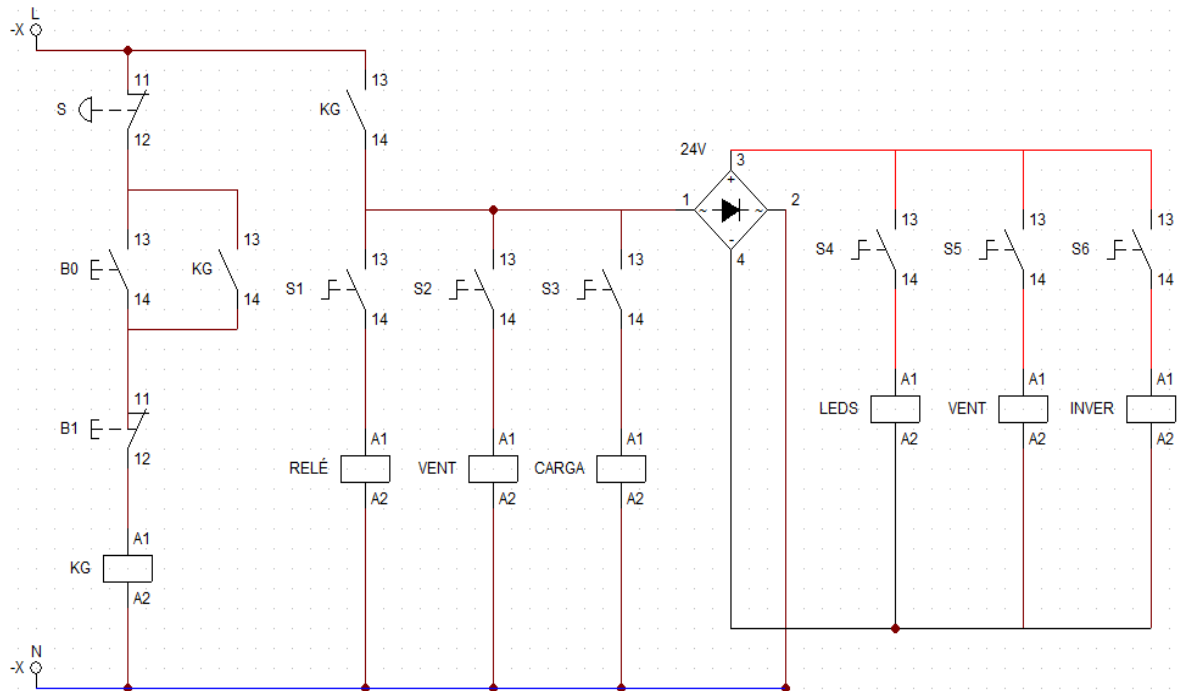 L
-X
11
S
12
13
KG
14
24V
3
1
~
+
~
2
-
4
13
B0
14
KG
13
14
13
S1
14
13
S2
14
13
S3
14
13
S4
14
13
S5
14
13
S6
14
11
B1
12
A1
LEDS
A2
A1
VENT
A2
A1
INVER
A2
A1
RELÉ
A2
A1
VENT
A2
A1
CARGA
A2
A1
KG
A2
N
-X